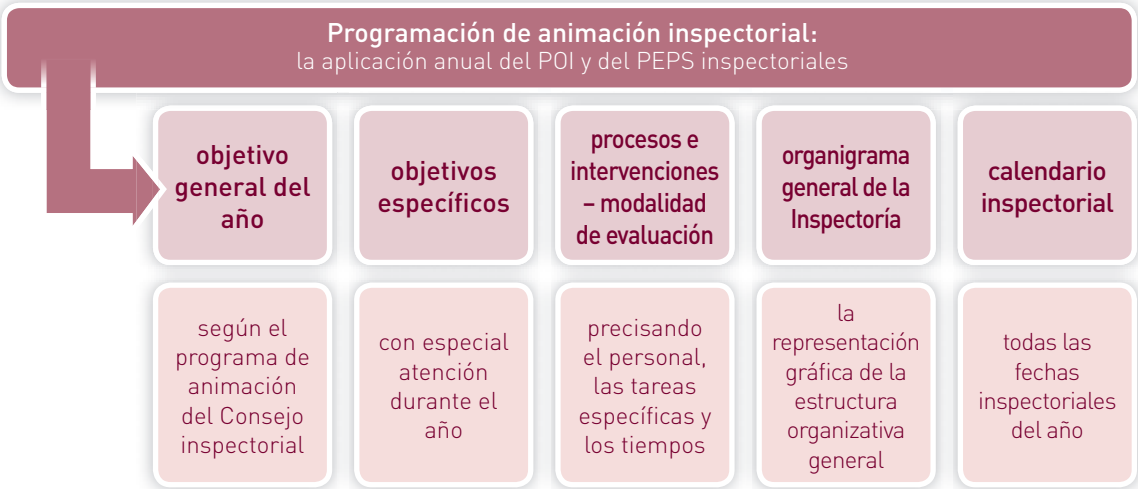 Programación de animación inspectorial:
la aplicación anual del POI y del PEPS inspectoriales
objetivo
general del
año
objetivos
específicos
procesos e
intervenciones
– modalidad
de evaluación
organigrama
general de la
Inspectoría
calendario
inspectorial
según el
programa de
animación
del Consejo
inspectorial
con especial
atención
durante el
año
precisando
el personal,
las tareas
específicas y
los tiempos
la
representación
gráfica de la
estructura
organizativa
general
todas las
fechas
inspectoriales
del año